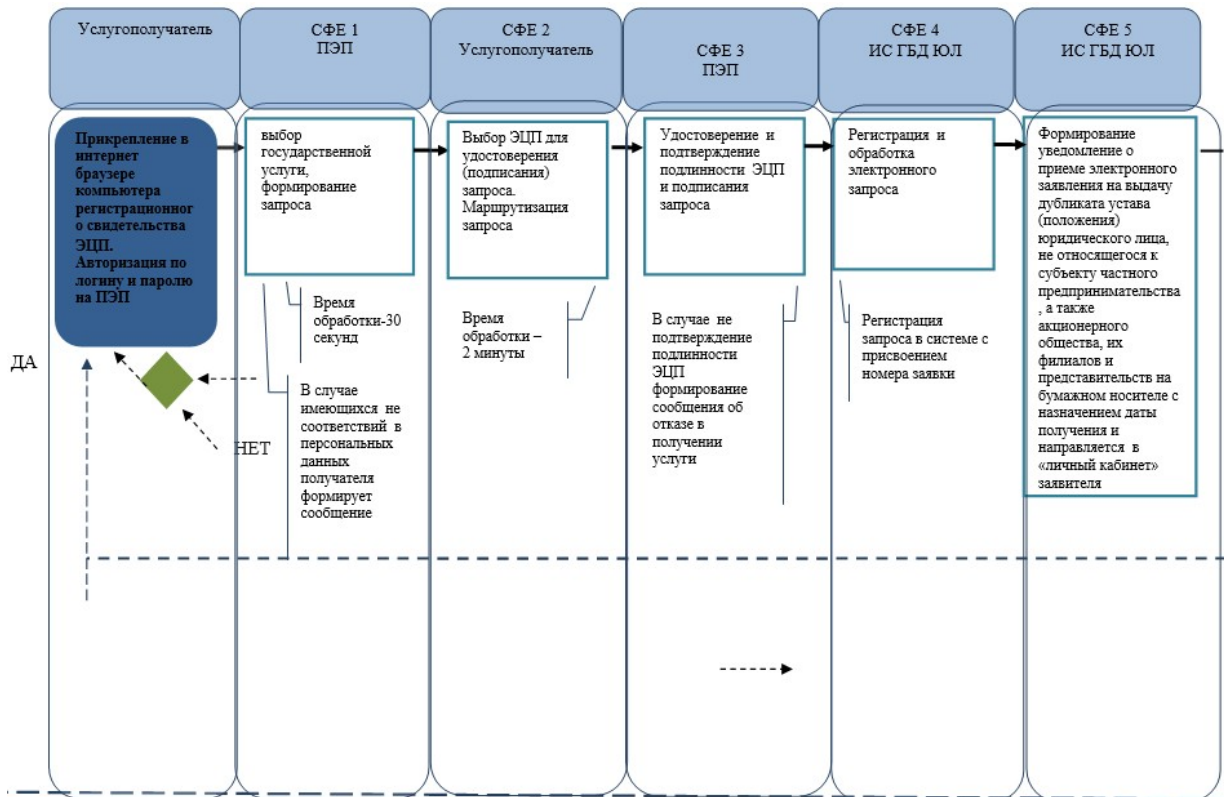 Услугополучатель
СФЕ 1
ПЭП
СФЕ 2
Услугополучатель
СФЕ 3
ПЭП
СФЕ 4
ИС ГБД ЮЛ
СФЕ 5
ИС ГБД ЮЛ
Прикрепление в
интернет
браузере
компьютера
регистрационног
о свидетельства
ЭЦП.
Авторизация по
логину и паролю
на ПЭП
выбор
государственной
услуги,
формирование
запроса
Выбор ЭЦП для
удостоверения
(подписания)
запроса.
Маршрутизация
запроса
Удостоверение и
подтверждение
подлинности ЭЦП
и подписания
запроса
Регистрация и
обработка
электронного
запроса
Формирование
уведомление о
приеме электронного
заявления на выдачу
дубликата устава
(положения)
юридического лица,
не относящегося к
субъекту частного
предпринимательства
, а также
акционерного
общества, их
филиалов и
представительств на
бумажном носителе с
назначением даты
получения и
направляется в
«личный кабинет»
заявителя
Время
обработки-30
секунд
Время
обработки –
2 минуты
В случае не
подтверждение
подлинности
ЭЦП
формирование
сообщения об
отказе в
получении
услуги
Регистрация
запроса в системе с
присвоением
номера заявки
ДА
НЕТ
В случае
имеющихся не
соответствий в
персональных
данных
получателя
формирует
сообщение